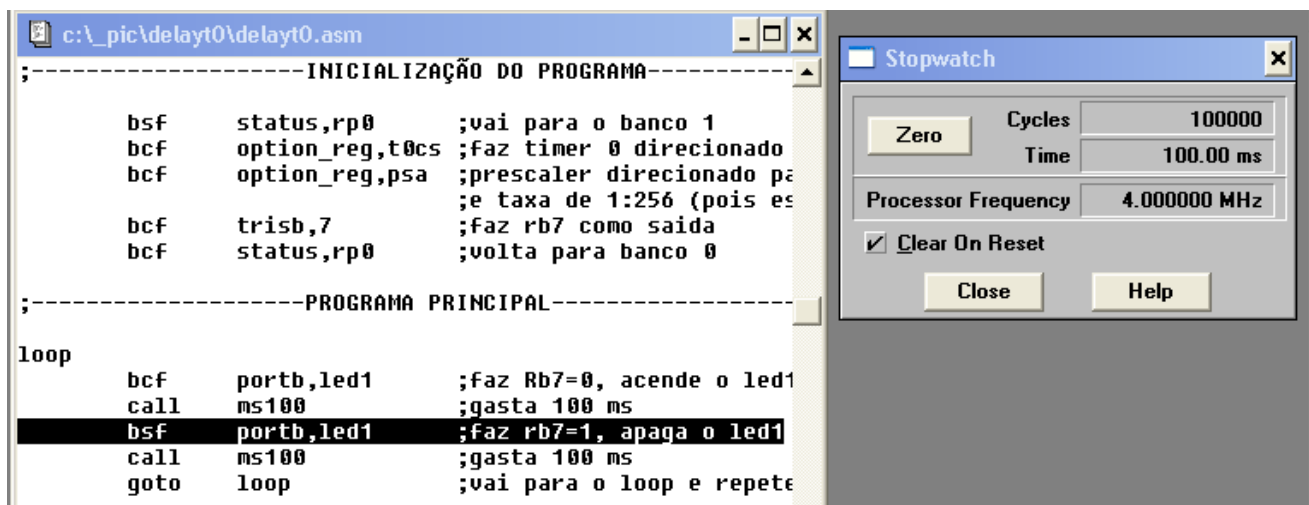 c:\_pic\delayt0\delayt0.asm
;--------------------INICIALIZAÇÃO DO PROGRAMA-----------
bsf status,rp0 ;vai para o banco 1
bcf option_reg,t0cs ;faz timer 0 direcionado
bcf option_reg,psa ;prescaler direcionado pa
;e taxa de 1:256 (pois es
bcf trisb,7 ;faz rb7 como saida
bcf status,rp0 ;volta para banco 0
;--------------------PROGRAMA PRINCIPAL------------------
loop
bcf portb,led1 ;faz Rb7=0, acende o led1
call ms100 ;gasta 100 ms
bsf portb,led1 ;faz rb7=1, apaga o led1
call ms100 ;gasta 100 ms
goto loop ;vai para o loop e repete
Stopwatch
Zero
Cycles 100000
Time 100.00 ms
Processor Frequency 4.000000 MHz
Clear On Reset
Close Help